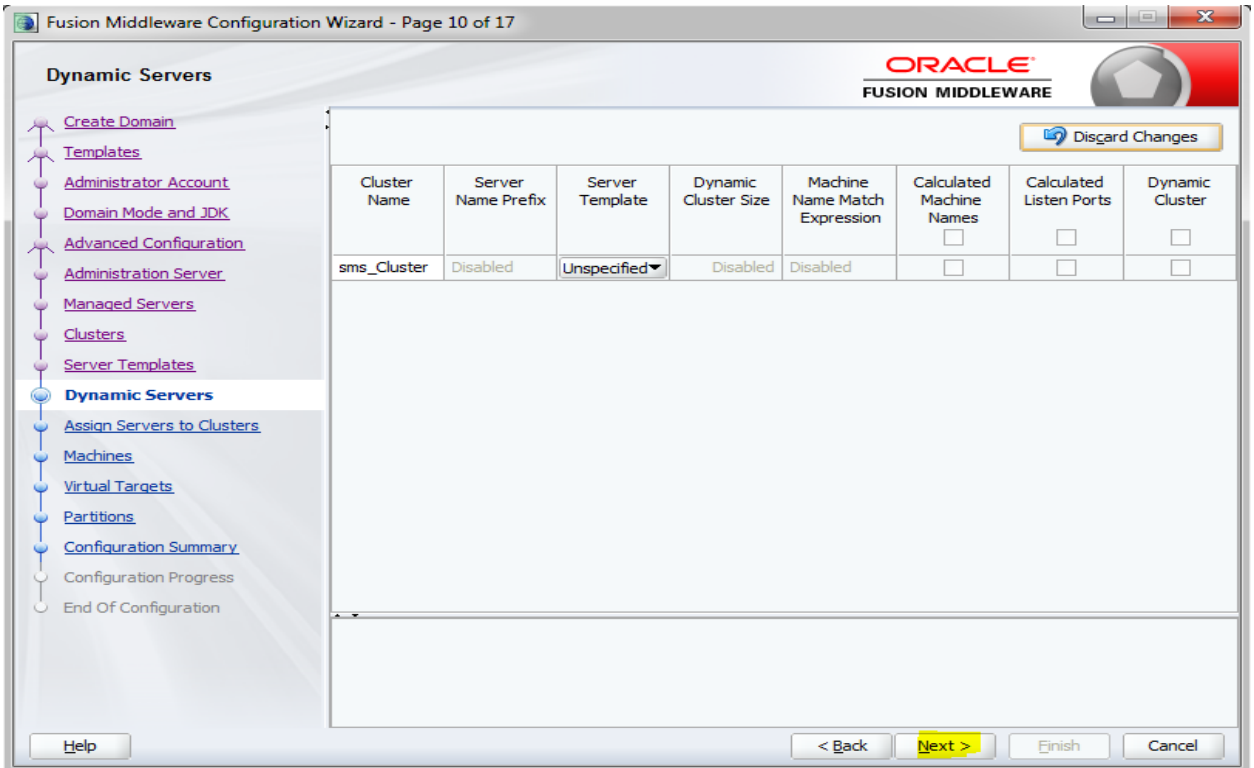 Fusion Middleware Configuration Wizard - Page 10 of 17
Dynamic Servers
ORACLE
FUSION MIDDLEWARE
Create Domain
Templates
Administrator Account
Domain Mode and JDK
Advanced Configuration
Administration Server
Managed Servers
Clusters
Server Templates
Dynamic Servers
Assign Servers to Clusters
Machines
Virtual Targets
Partitions
Configuration Summary
Configuration Progress
End Of Configuration
Discard Changes
Cluster Name Server Name Prefix Server Template Dynamic Cluster Size Machine Name Match Expression Calculated Machine Names Calculated Listen Ports Dynamic Cluster
sms_Cluster Disabled Unspecified Disabled Disabled
Help < Back Next > Finish Cancel